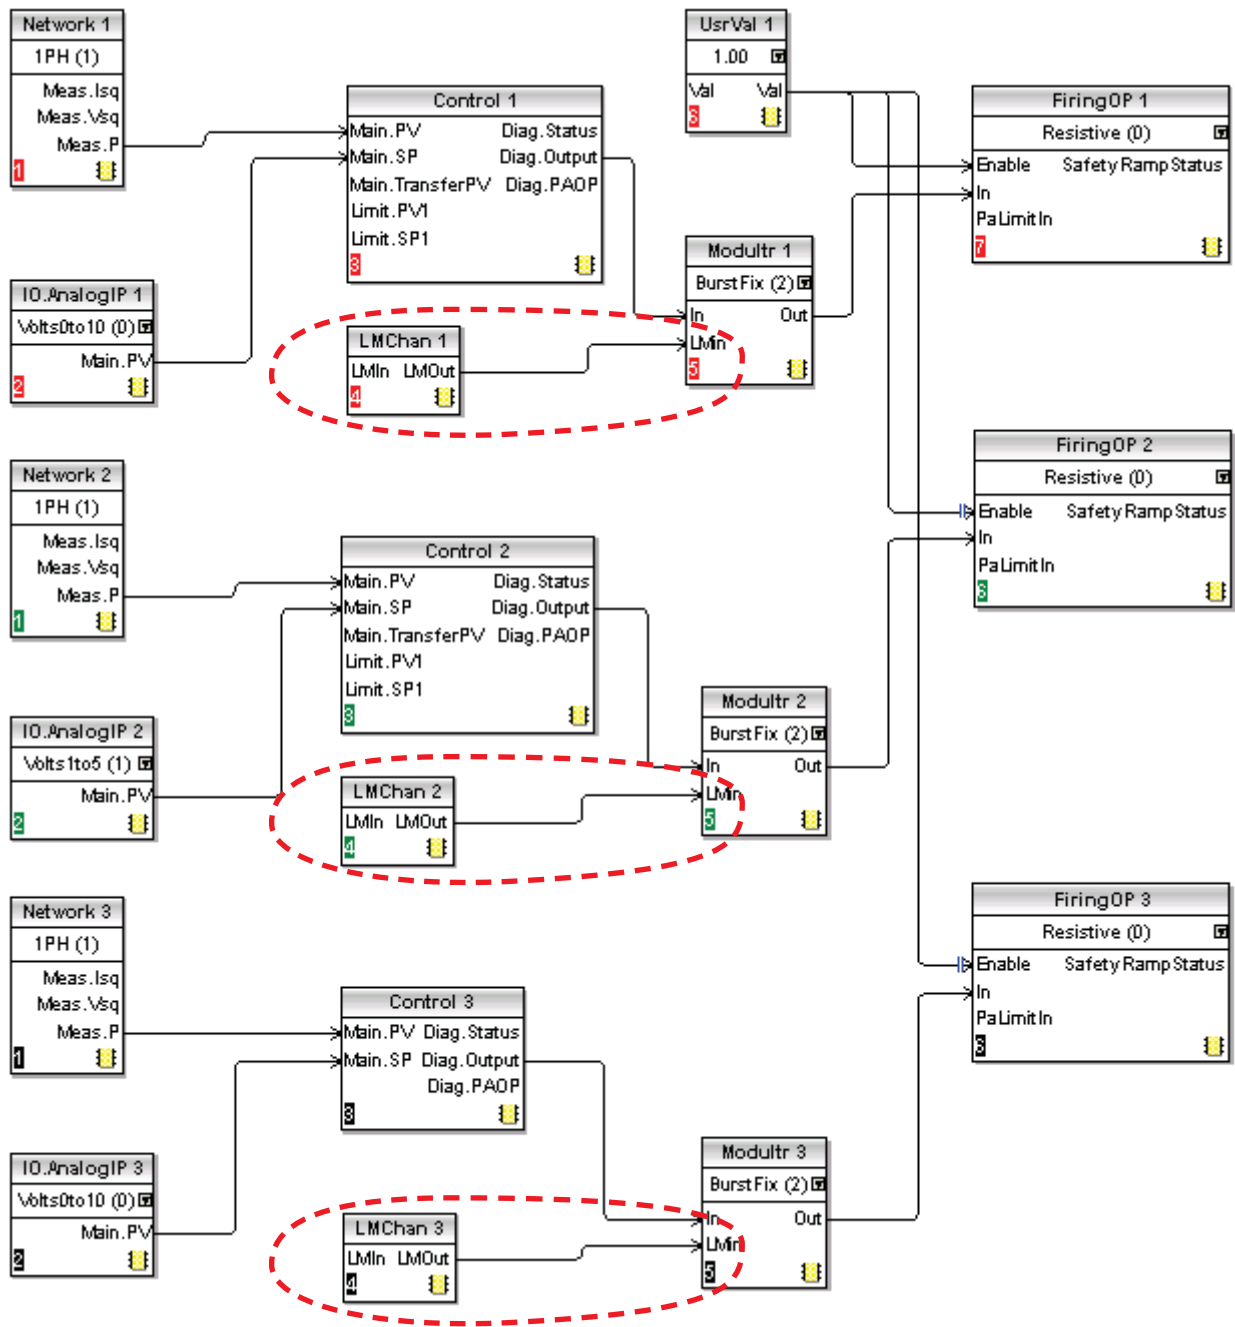 Network 1
1PH (1)
Meas.Isq
Meas.Vsq
Meas.P
1
IO.AnalogIP 1
Volts0to10 (0)
Main.PV
2
Control 1
Main.PV Diag.Status
Main.SP Diag.Output
Main.TransferPV Diag.PAOP
Limit.PV1
Limit.SP1
3
LMChan 1
LMIn LMOut
4
UsrVal 1
1.00
Val Val
6
Modultr 1
BurstFix (2)
In Out
LMin
5
FiringOP 1
Resistive (0)
Enable Safety Ramp Status
In
PaLimitIn
7
Network 2
1PH (1)
Meas.Isq
Meas.Vsq
Meas.P
1
IO.AnalogIP 2
Volts1to5 (1)
Main.PV
2
Control 2
Main.PV Diag.Status
Main.SP Diag.Output
Main.TransferPV Diag.PAOP
Limit.PV1
Limit.SP1
3
LMChan 2
LMIn LMOut
4
Modultr 2
BurstFix (2)
In Out
LMin
5
FiringOP 2
Resistive (0)
Enable Safety Ramp Status
In
PaLimitIn
6
Network 3
1PH (1)
Meas.Isq
Meas.Vsq
Meas.P
1
IO.AnalogIP 3
Volts0to10 (0)
Main.PV
2
Control 3
Main.PV Diag.Status
Main.SP Diag.Output
Diag.PAOP
3
LMChan 3
LMIn LMOut
4
Modultr 3
BurstFix (2)
In Out
LMin
5
FiringOP 3
Resistive (0)
Enable Safety Ramp Status
In
PaLimitIn
6